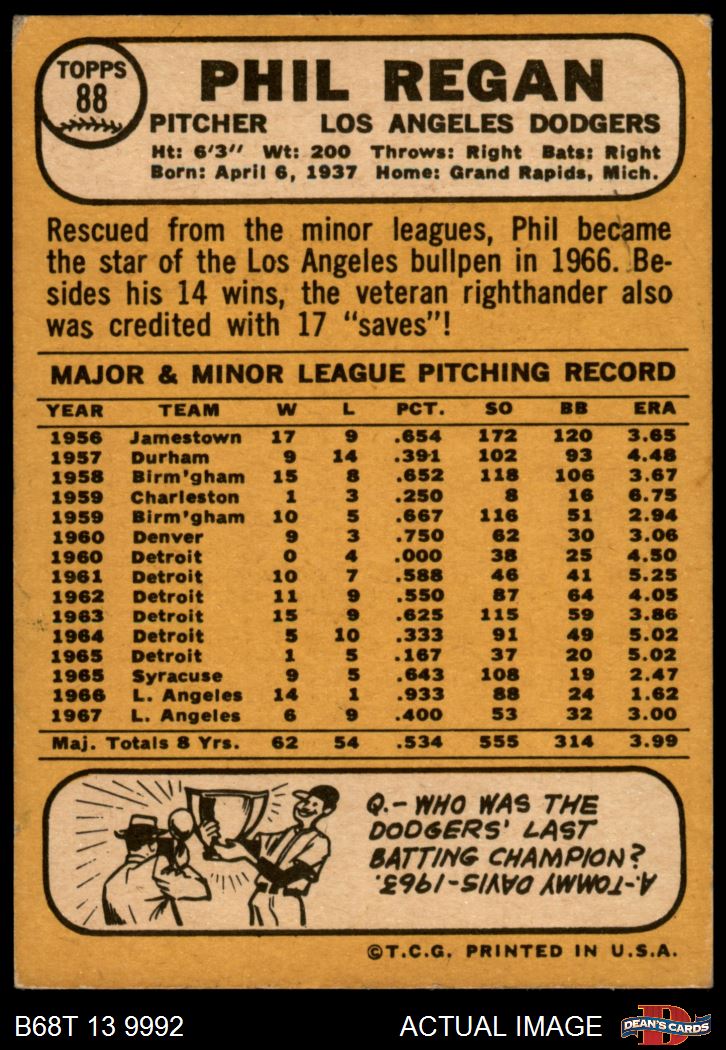 TOPPS
88
PHIL REGAN
PITCHER LOS ANGELES DODGERS
Ht: 6'3" Wt: 200 Throws: Right Bats: Right
Born: April 6, 1937 Home: Grand Rapids, Mich.
Rescued from the minor leagues, Phil became
the star of the Los Angeles bullpen in 1966. Be-
sides his 14 wins, the veteran righthander also
was credited with 17 "saves"!
MAJOR & MINOR LEAGUE PITCHING RECORD
YEAR TEAM W L PCT. SO BB ERA
1956 Jamestown 17 9 .654 172 120 3.65
1957 Durham 9 14 .391 102 93 4.48
1958 Birm'gham 15 8 .652 118 106 3.67
1959 Charleston 1 3 .250 8 16 6.75
1959 Birm'gham 10 5 .667 116 51 2.94
1960 Denver 9 3 .750 62 30 3.06
1960 Detroit 0 4 .000 38 25 4.50
1961 Detroit 10 7 .588 46 41 5.25
1962 Detroit 11 9 .550 87 64 4.05
1963 Detroit 15 9 .625 115 59 3.86
1964 Detroit 5 10 .333 91 49 5.02
1965 Detroit 1 5 .167 37 20 5.02
1965 Syracuse 9 5 .643 108 19 2.47
1966 L. Angeles 14 1 .933 88 24 1.62
1967 L. Angeles 6 9 .400 53 32 3.00
Maj. Totals 8 Yrs. 62 54 .534 555 314 3.99
Q.-WHO WAS THE
DODGERS' LAST
BATTING CHAMPION?
A-TOMMY DAVIS-1963.
©T.C.G. PRINTED IN U.S.A.
B68T 13 9992 ACTUAL IMAGE
D
DEAN'S CARDS